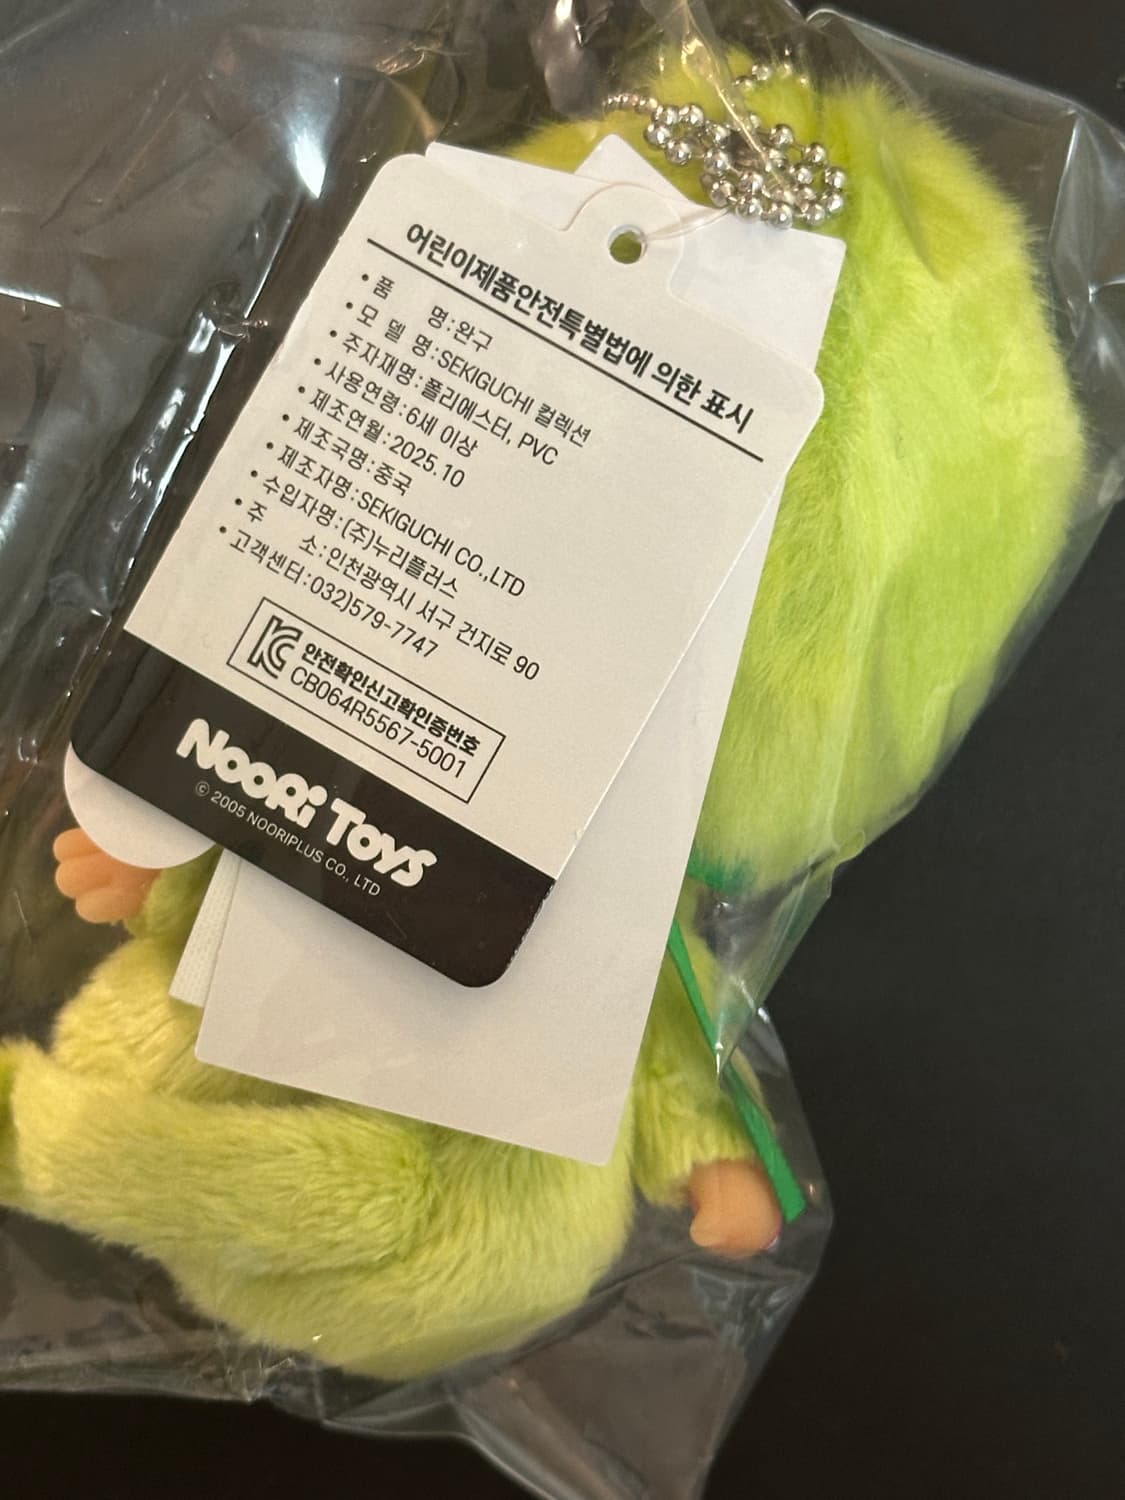 어린이제품안전특별법에 의한 표시
• 품 명:완구
• 모 델 명:SEKIGUCHI 컬렉션
• 주자재명:폴리에스터, PVC
• 사용연령:6세 이상
• 제조연월:2025.10
• 제조국명:중국
• 제조자명:SEKIGUCHI CO.,LTD
• 수입자명:(주)누리플러스
• 주 소:인천광역시 서구 건지로 90
• 고객센터:032)579-7747
KC 안전확인신고확인증번호
CB064R5567-5001
NOORi TOYS
© 2005 NOORIPLUS CO., LTD